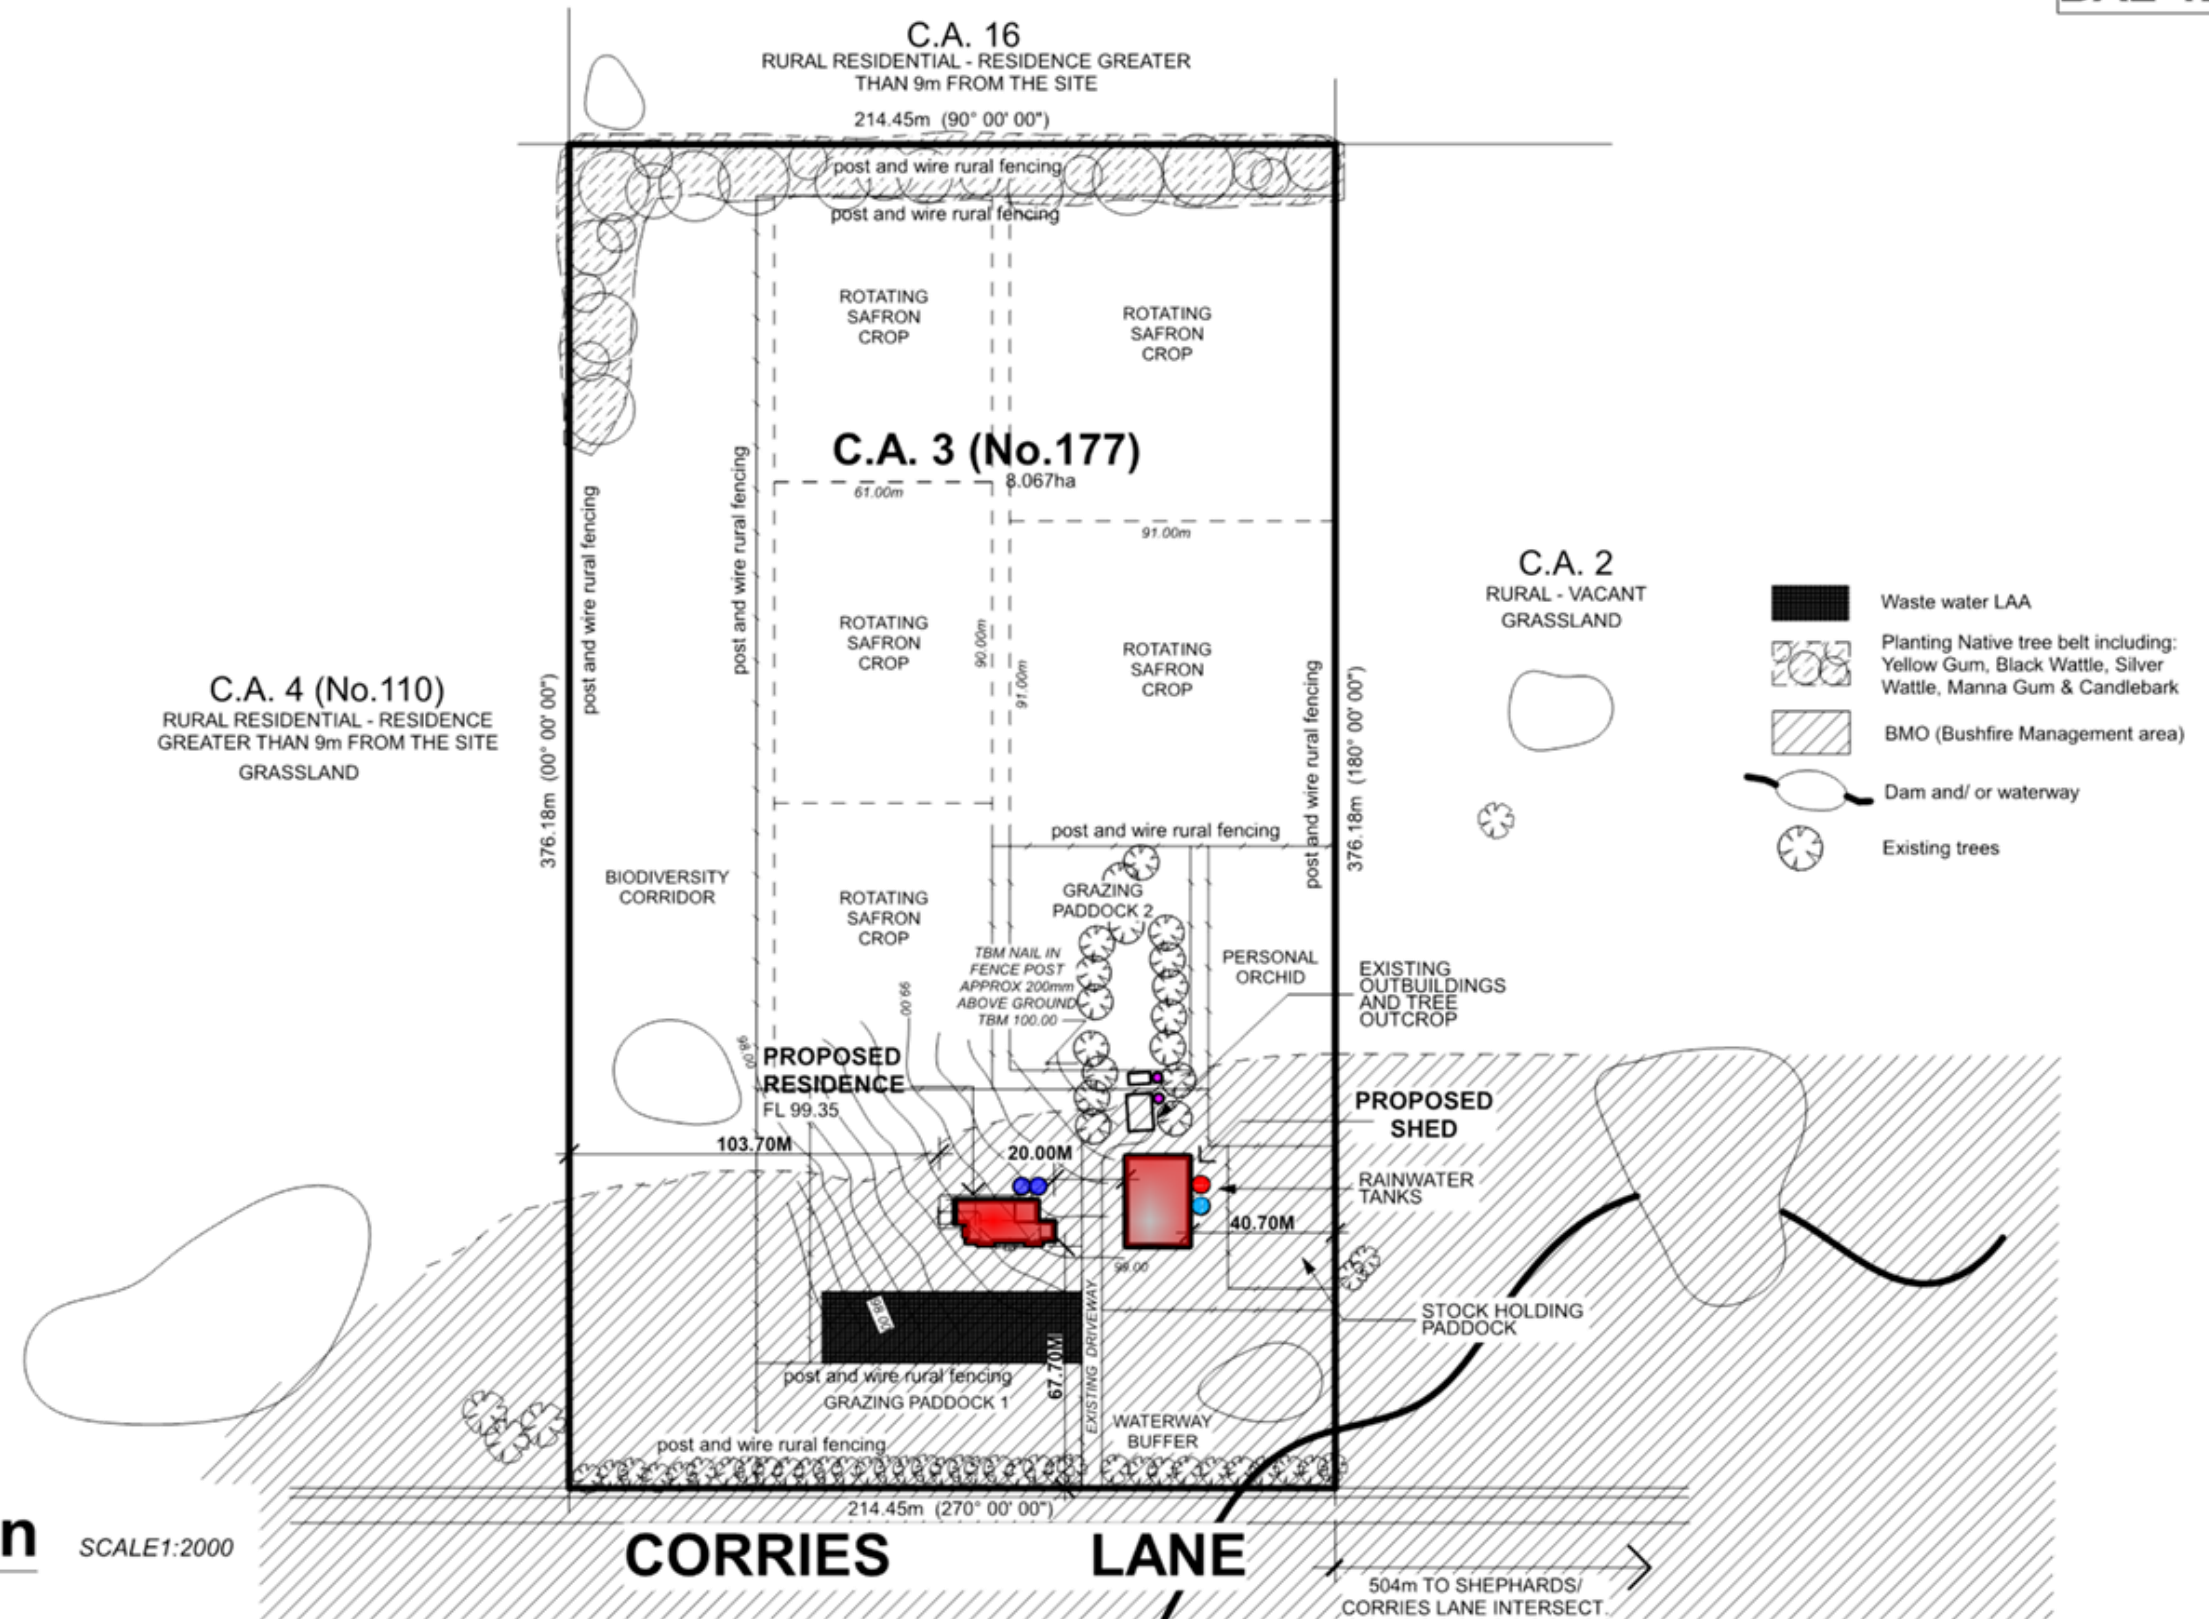 C.A. 16
RURAL RESIDENTIAL - RESIDENCE GREATER
THAN 9m FROM THE SITE
214.45m (90° 00' 00")
post and wire rural fencing
post and wire rural fencing
ROTATING
SAFRON
CROP
ROTATING
SAFRON
CROP
C.A. 3 (No.177)
8.067ha
61.00m
91.00m
post and wire rural fencing
post and wire rural fencing
C.A. 4 (No.110)
RURAL RESIDENTIAL - RESIDENCE
GREATER THAN 9m FROM THE SITE
GRASSLAND
376.18m (00° 00' 00")
ROTATING
SAFRON
CROP
90.00m
91.00m
ROTATING
SAFRON
CROP
post and wire rural fencing
376.18m (180° 00' 00")
C.A. 2
RURAL - VACANT
GRASSLAND
Waste water LAA
Planting Native tree belt including:
Yellow Gum, Black Wattle, Silver
Wattle, Manna Gum & Candlebark
BMO (Bushfire Management area)
Dam and/ or waterway
Existing trees
post and wire rural fencing
BIODIVERSITY
CORRIDOR
ROTATING
SAFRON
CROP
GRAZING
PADDOCK 2
TBM NAIL IN
FENCE POST
APPROX 200mm
ABOVE GROUND
TBM 100.00
PERSONAL
ORCHID
EXISTING
OUTBUILDINGS
AND TREE
OUTCROP
99.00
98.00
PROPOSED
RESIDENCE
FL 99.35
PROPOSED
SHED
103.70M
20.00M
RAINWATER
TANKS
40.70M
99.00
98.00
STOCK HOLDING
PADDOCK
67.70M
EXISTING DRIVEWAY
post and wire rural fencing
GRAZING PADDOCK 1
WATERWAY
BUFFER
post and wire rural fencing
214.45m (270° 00' 00")
n
SCALE1:2000
CORRIES LANE
504m TO SHEPHARDS/
CORRIES LANE INTERSECT.